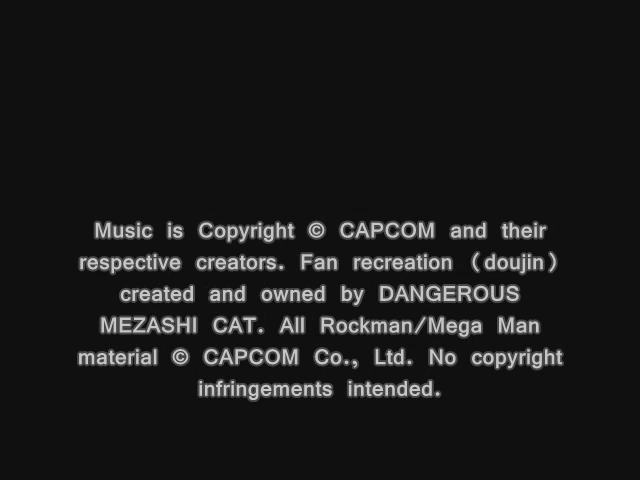 Music is Copyright © CAPCOM and their
respective creators. Fan recreation (doujin)
created and owned by DANGEROUS
MEZASHI CAT. All Rockman/Mega Man
material © CAPCOM Co., Ltd. No copyright
infringements intended.